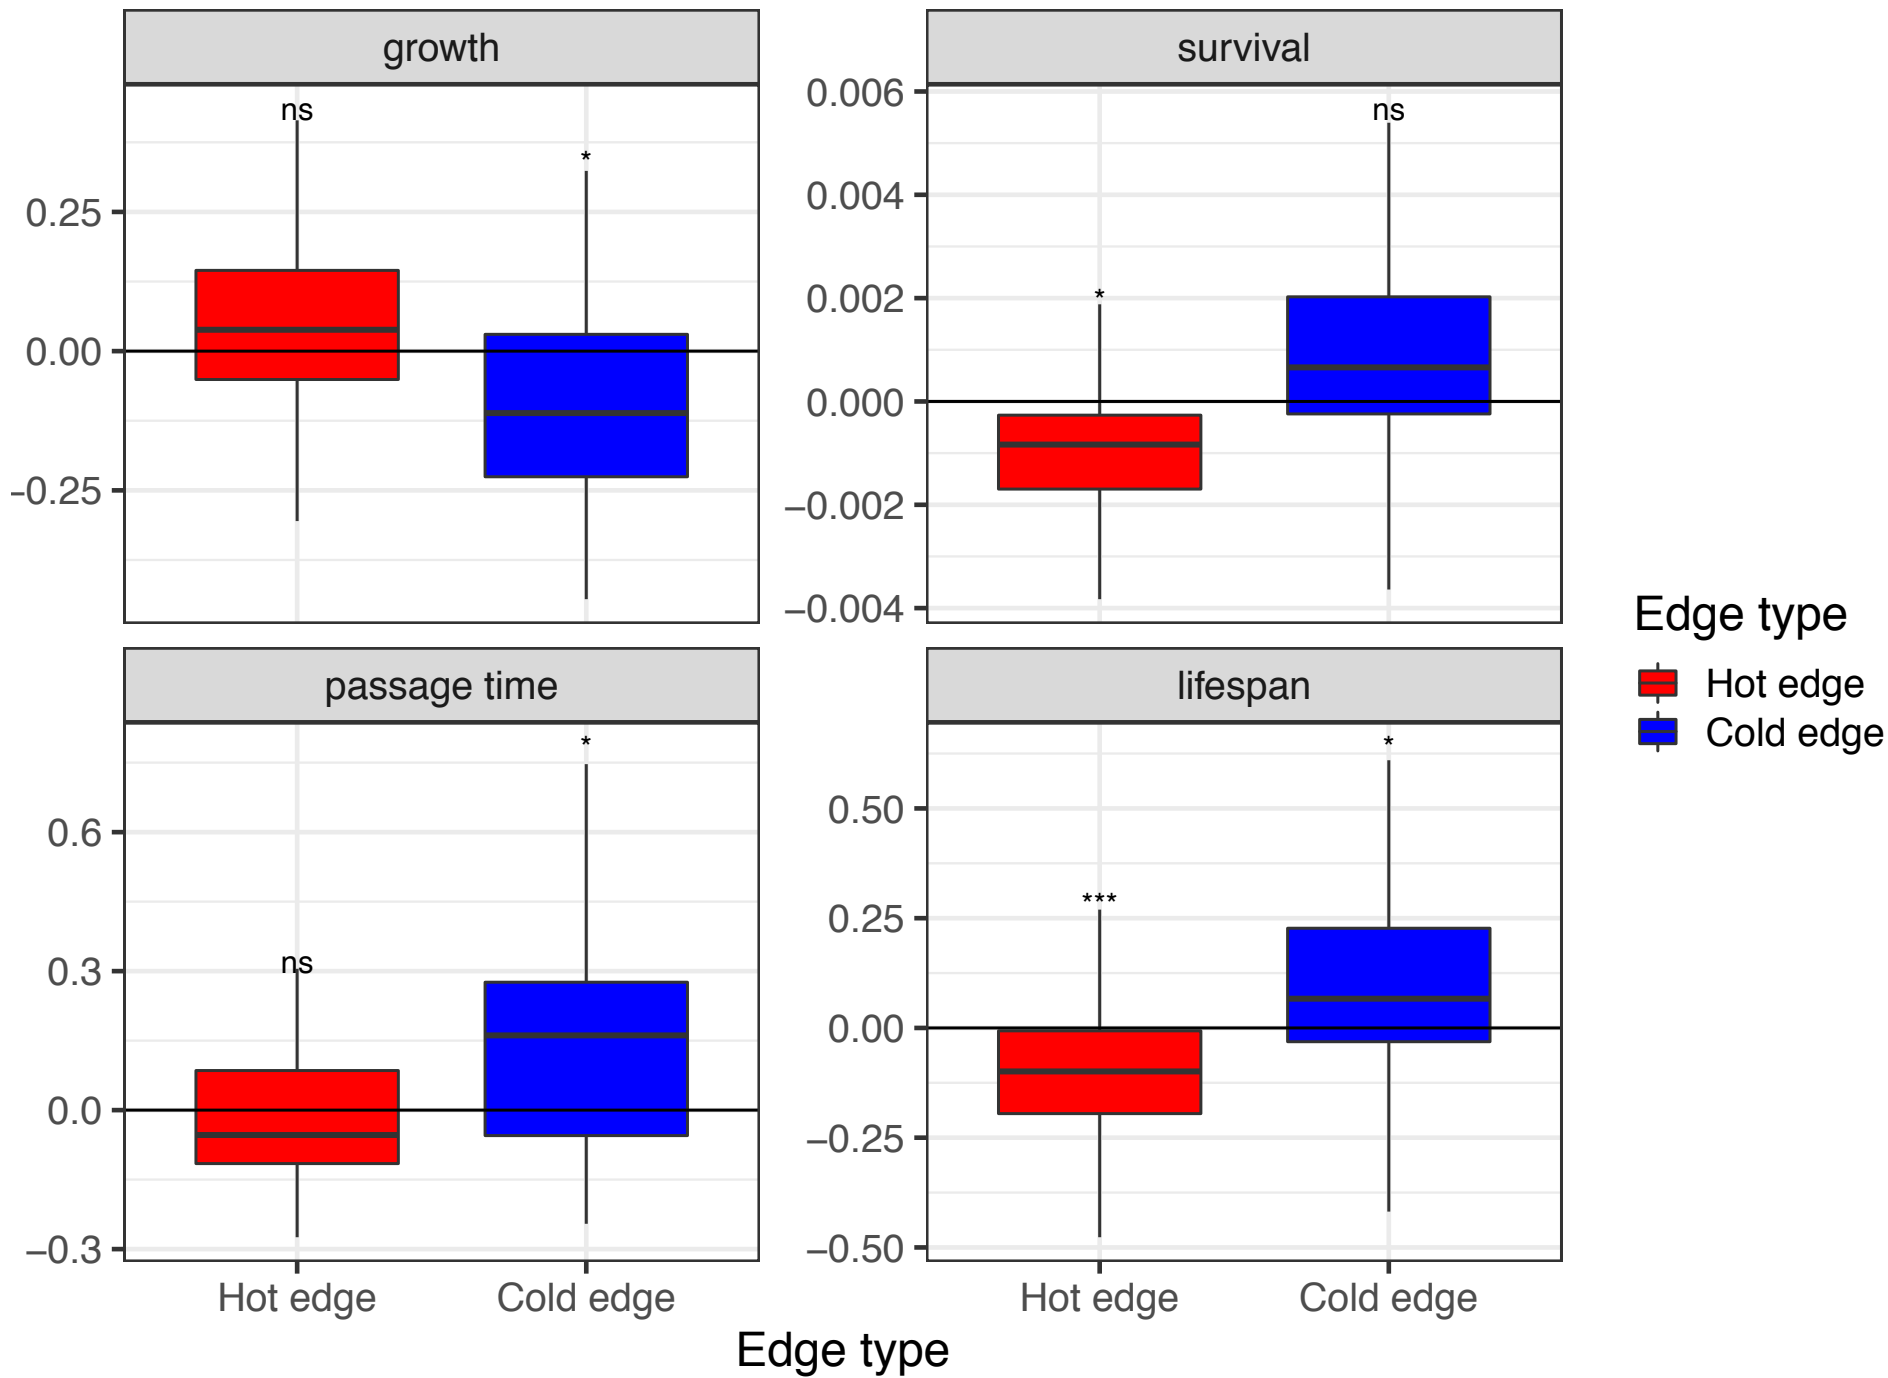 growth
survival
ns
*
0.25
0.00
−0.25
*
ns
0.006
0.004
0.002
0.000
−0.002
−0.004
passage time
lifespan
ns
*
0.6
0.3
0.0
−0.3
***
*
0.50
0.25
0.00
−0.25
−0.50
Hot edge
Cold edge
Hot edge
Cold edge
Edge type
Edge type
Hot edge
Cold edge